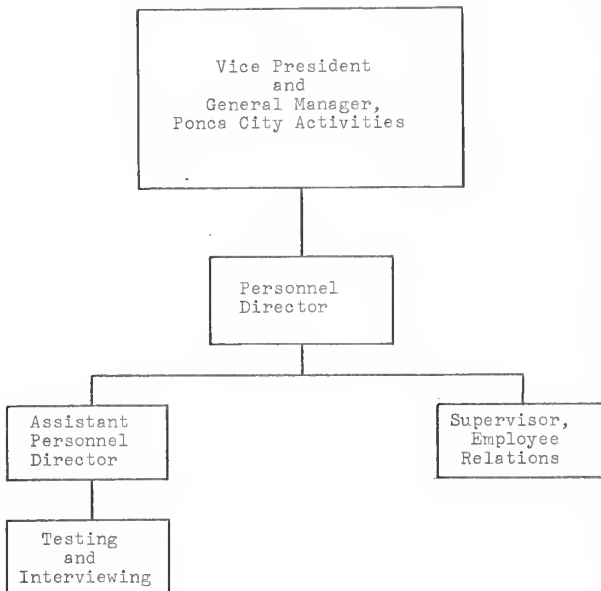 Vice President
and
General Manager,
Ponca City Activities
Personnel
Director
Assistant
Personnel
Director
Supervisor,
Employee
Relations
Testing
and
Interviewing